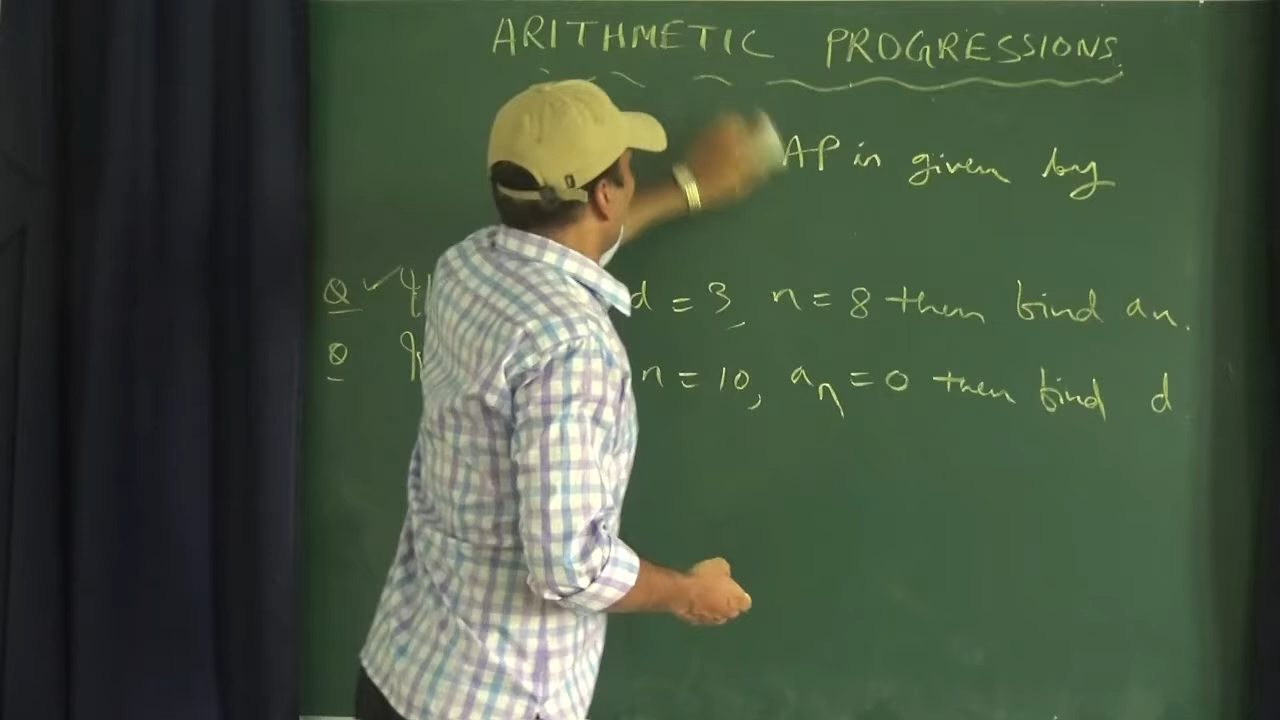 ARITHMETIC PROGRESSIONS.
AP is given by
Q ✓ d = 3, n = 8 then find an.
Q n = 10, an = 0 then find d